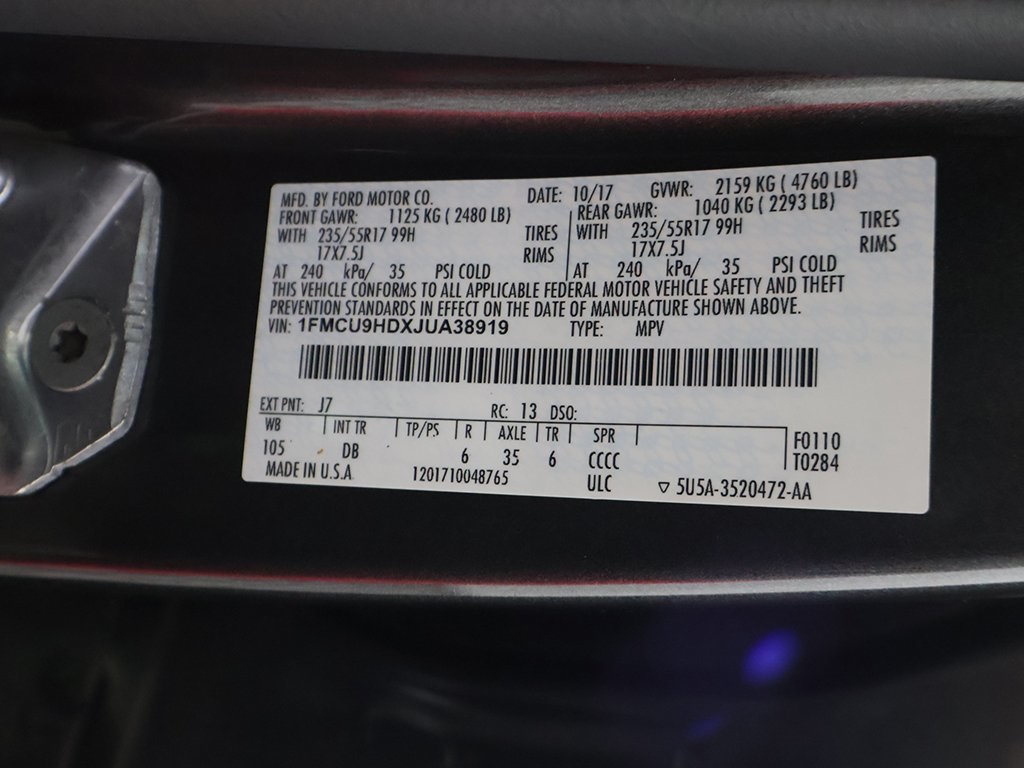 MFD. BY FORD MOTOR CO. DATE: 10/17 GVWR: 2159 KG ( 4760 LB)
FRONT GAWR: 1125 KG ( 2480 LB) REAR GAWR: 1040 KG ( 2293 LB)
WITH 235/55R17 99H TIRES WITH 235/55R17 99H TIRES
17X7.5J RIMS 17X7.5J RIMS
AT 240 kPa/ 35 PSI COLD AT 240 kPa/ 35 PSI COLD
THIS VEHICLE CONFORMS TO ALL APPLICABLE FEDERAL MOTOR VEHICLE SAFETY AND THEFT
PREVENTION STANDARDS IN EFFECT ON THE DATE OF MANUFACTURE SHOWN ABOVE.
VIN: 1FMCU9HDXJUA38919 TYPE: MPV
EXT PNT: J7 RC: 13 DSO:
WB INT TR TP/PS R AXLE TR SPR F0110
105 DB 6 35 6 CCCC T0284
MADE IN U.S.A. 1201710048765 ULC ▽ 5U5A-3520472-AA